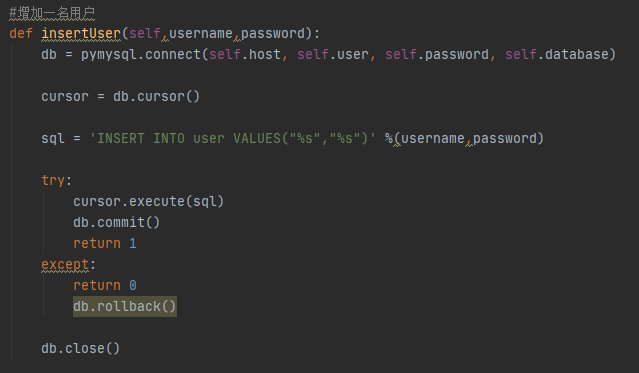 #增加一名用户
def insertUser(self,username,password):
    db = pymysql.connect(self.host, self.user, self.password, self.database)
    cursor = db.cursor()
    sql = 'INSERT INTO user VALUES("%s","%s")' %(username,password)
    try:
        cursor.execute(sql)
        db.commit()
        return 1
    except:
        return 0
        db.rollback()
    db.close()